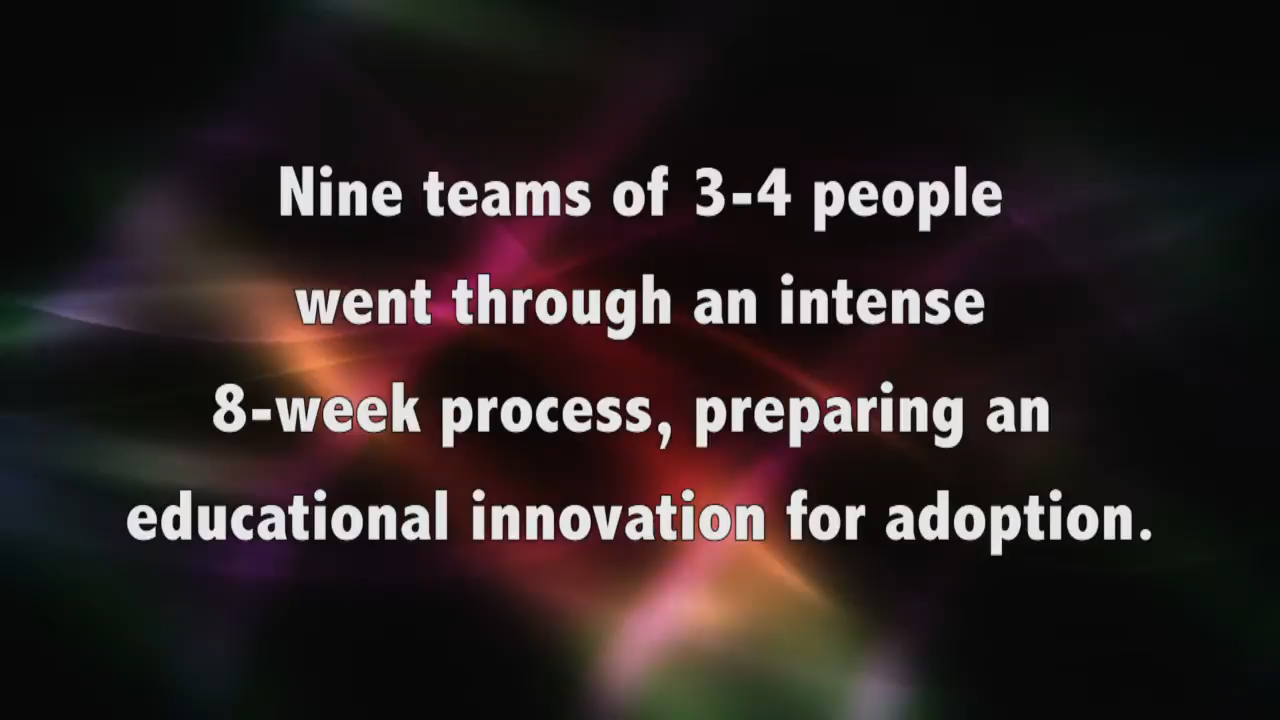 Nine teams of 3-4 people
went through an intense
8-week process, preparing an
educational innovation for adoption.